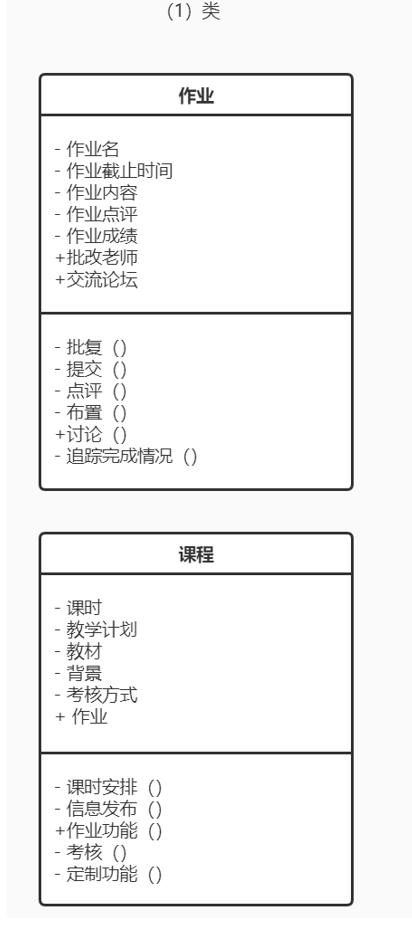 （1）类
作业
- 作业名
- 作业截止时间
- 作业内容
- 作业点评
- 作业成绩
+批改老师
+交流论坛
- 批复（）
- 提交（）
- 点评（）
- 布置（）
+讨论（）
- 追踪完成情况（）
课程
- 课时
- 教学计划
- 教材
- 背景
- 考核方式
+ 作业
- 课时安排（）
- 信息发布（）
+作业功能（）
- 考核（）
- 定制功能（）